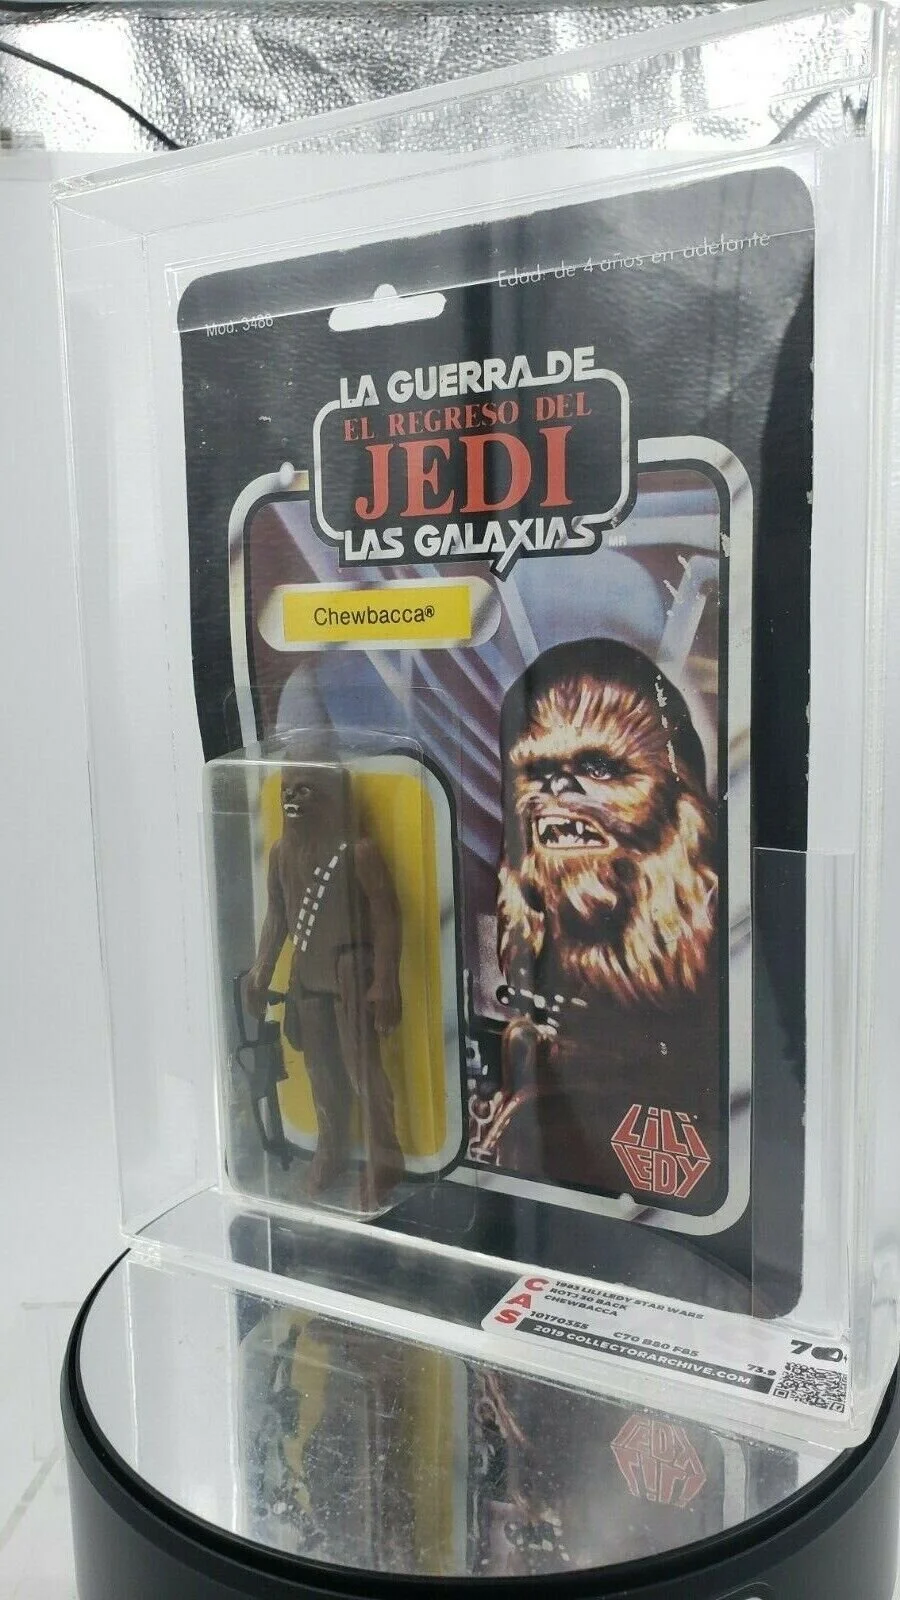 Edad: de 4 años en adelante
Mod. 3486
LA GUERRA DE
EL REGRESO DEL
JEDI
LAS GALAXIAS
MR
Chewbacca®
LiLi
LEDY
CAS
1983 LILI LEDY STAR WARS
ROTJ 30 BACK
CHEWBACCA
10170355 C70 B80 F85
73.9
2019 COLLECTORARCHIVE.COM